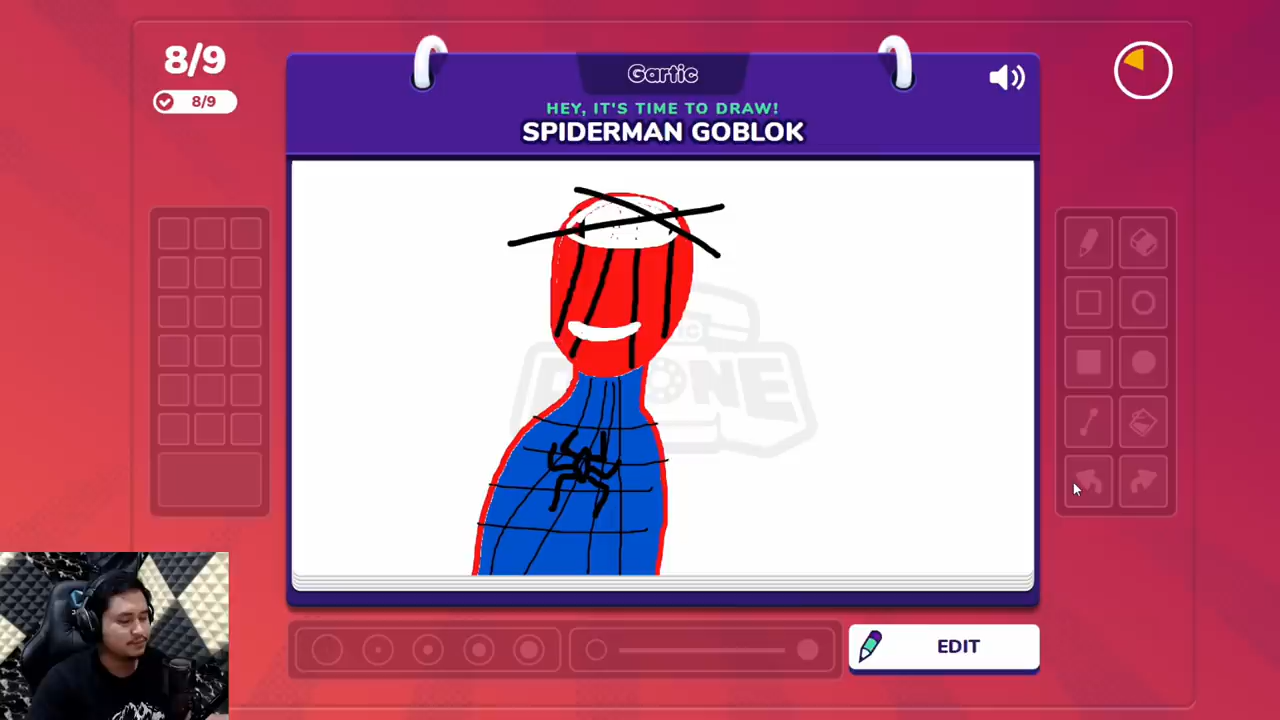 8/9
8/9
Gartic
HEY, IT'S TIME TO DRAW!
SPIDERMAN GOBLOK
EDIT